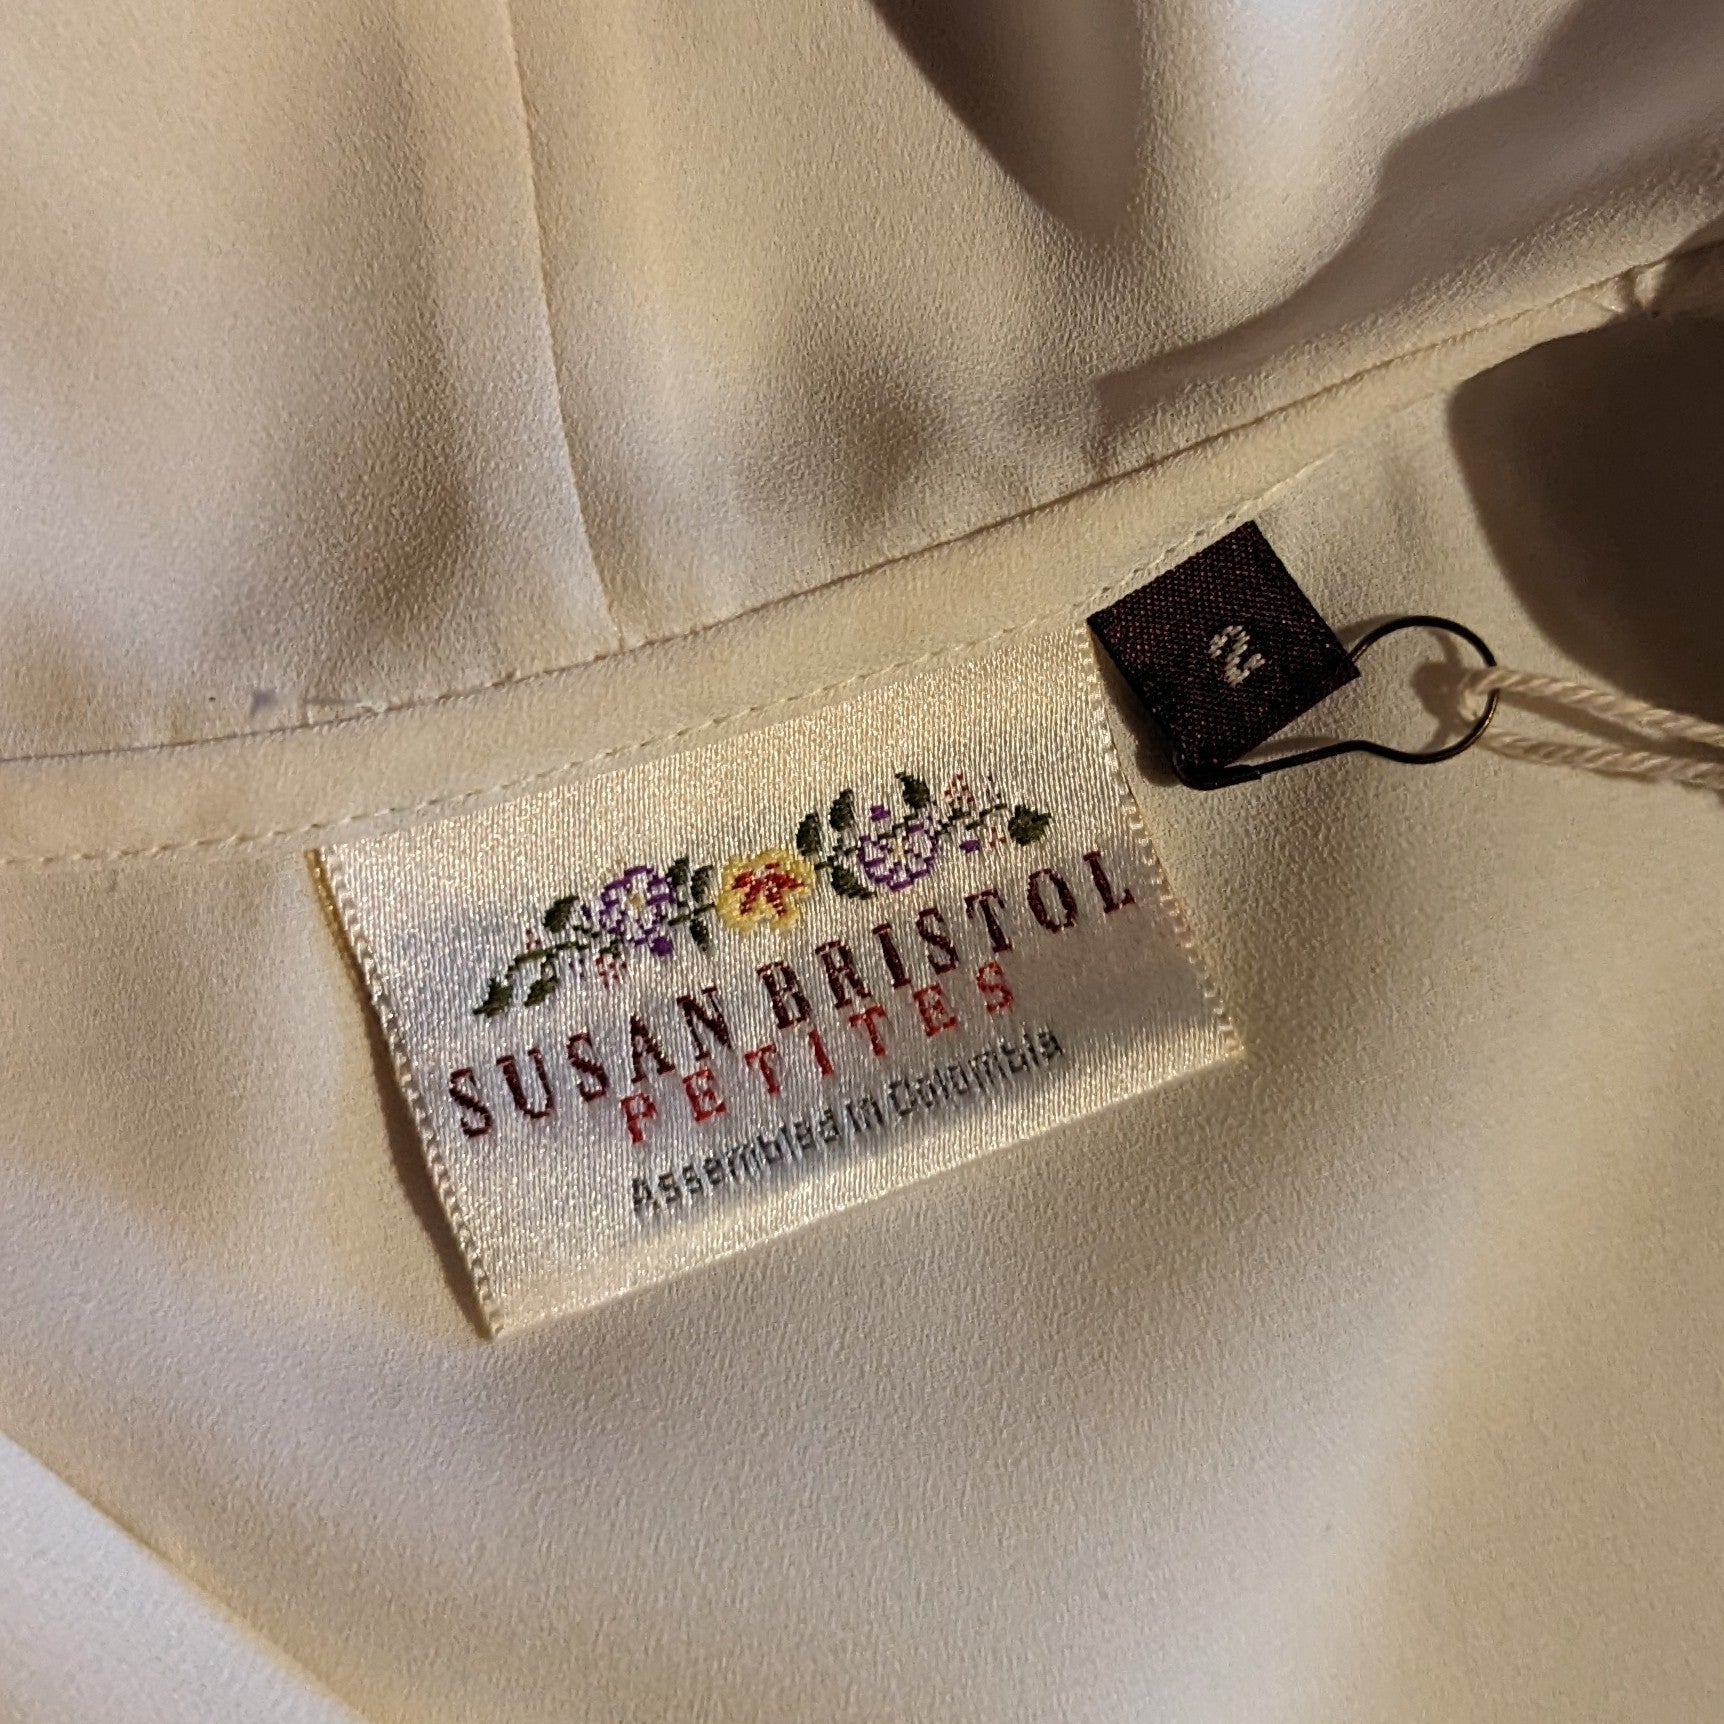 SUSAN BRISTOL
PETITES
Assembled in Colombia
2